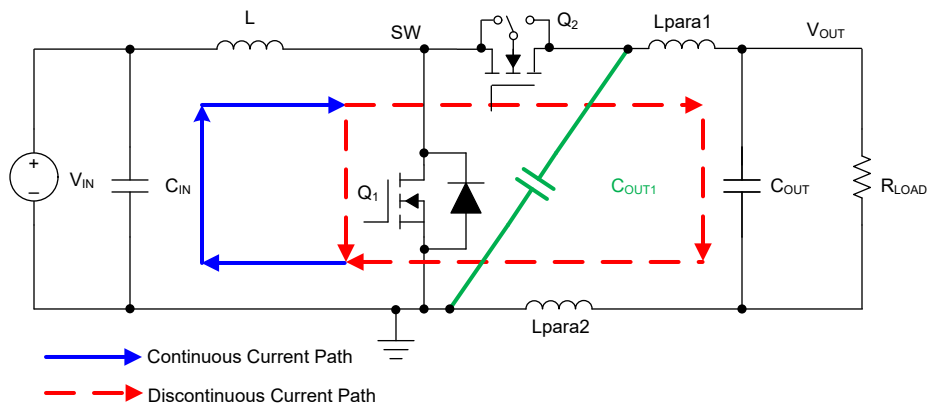 L
SW
Q2
Lpara1
VOUT
+
−
VIN
CIN
Q1
COUT1
COUT
RLOAD
Lpara2
Continuous Current Path
Discontinuous Current Path